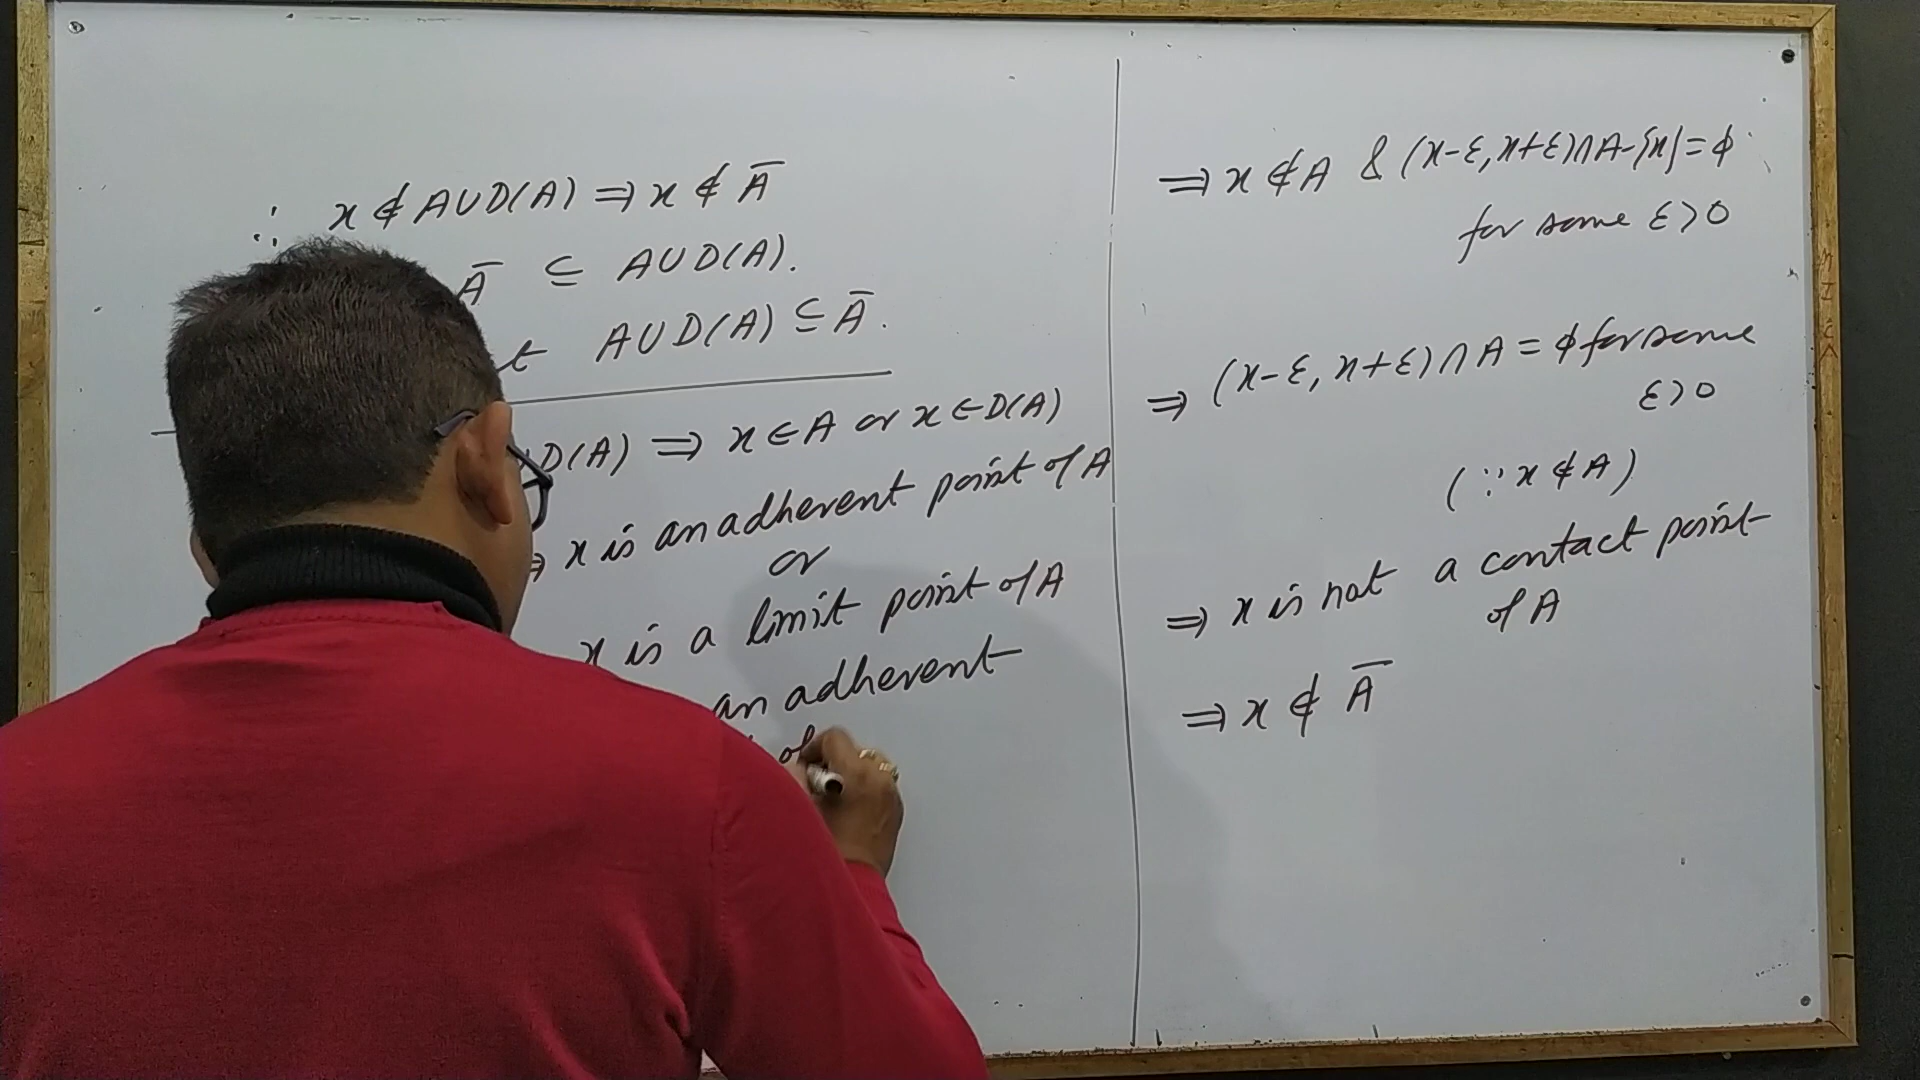 ∴ x ∉ A∪D(A) ⇒ x ∉ A̅
A̅ ⊆ A∪D(A).
t A∪D(A) ⊆ A̅.
D(A) ⇒ x ∈ A or x ∈ D(A)
⇒ x is an adherent point of A
or
x is a limit point of A
an adherent
of
⇒ x ∉ A & (x-ε, x+ε)∩A-{x} = ϕ
for some ε>0
⇒ (x-ε, x+ε)∩A = ϕ for some
ε>0
(∵ x ∉ A)
⇒ x is not a contact point
of A
⇒ x ∉ A̅